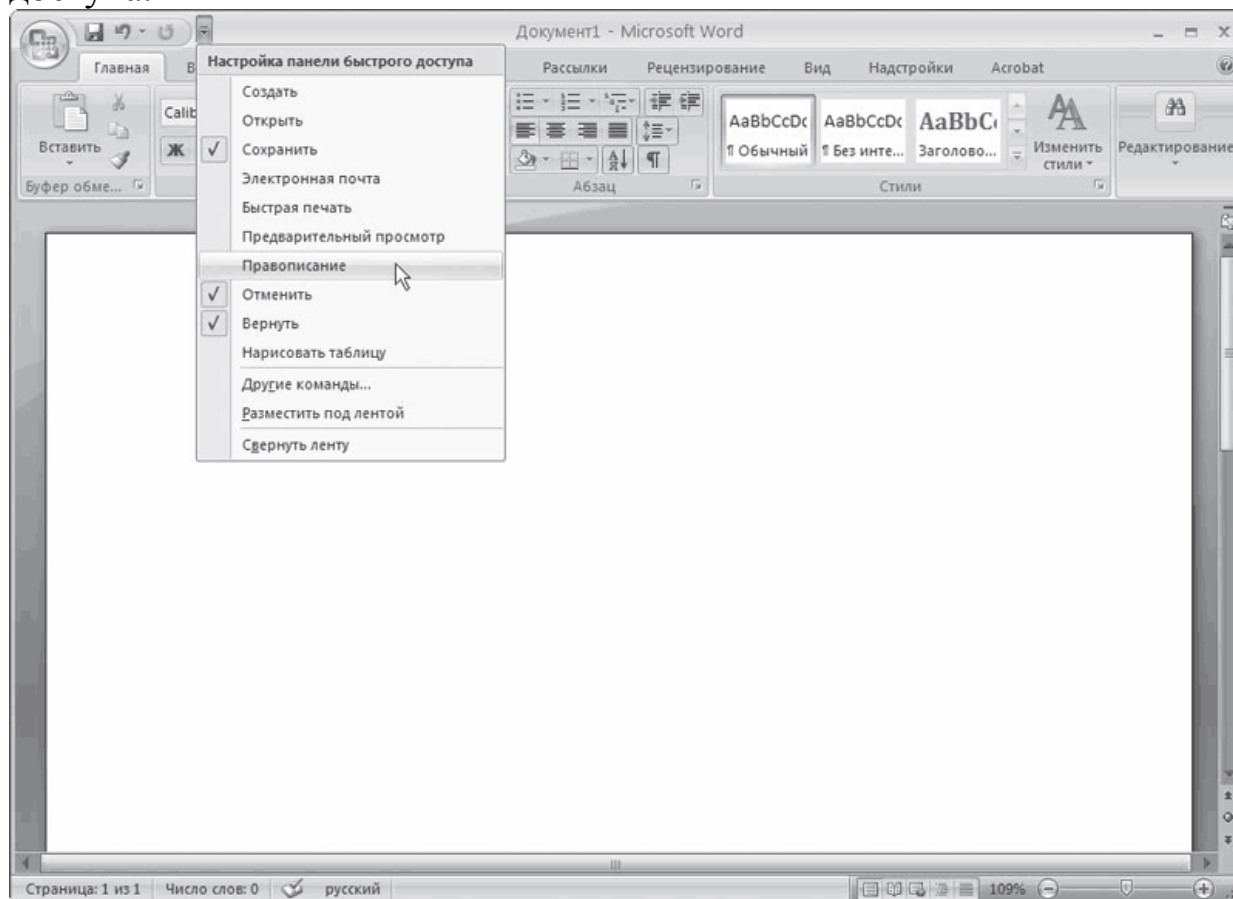 Документ1 - Microsoft Word
Главная В Рассылки Рецензирование Вид Надстройки Acrobat
Настройка панели быстрого доступа
Создать
Открыть
Сохранить
Электронная почта
Быстрая печать
Предварительный просмотр
Правописание
Отменить
Вернуть
Нарисовать таблицу
Другие команды...
Разместить под лентой
Свернуть ленту
Вставить
Calib
Ж
Буфер обме...
Абзац
AaBbCcDc AaBbCcDc AaBbC
¶ Обычный ¶ Без инте... Заголово...
Изменить
стили
Стили
Редактирование
Страница: 1 из 1 Число слов: 0 русский 109%